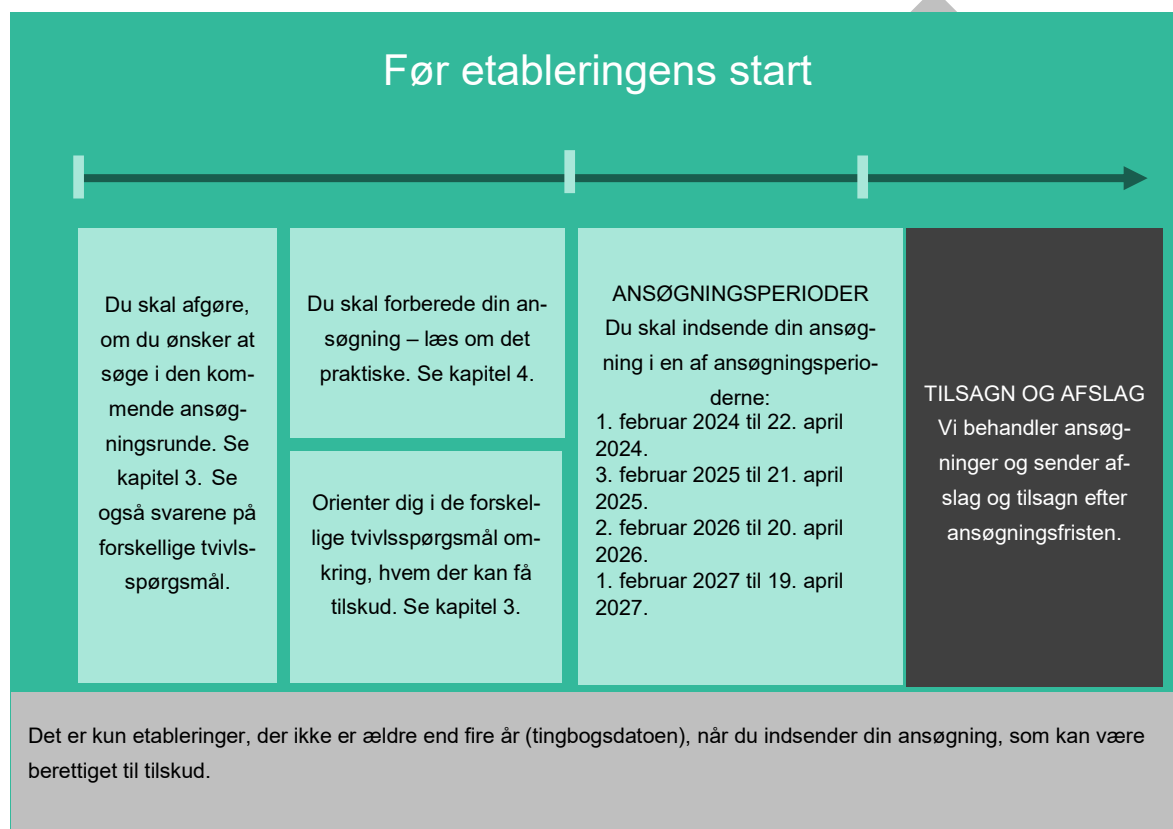 Før etableringens start
Du skal afgøre,
om du ønsker at
søge i den kom-
mende ansøg-
ningsrunde. Se
kapitel 3. Se
også svarene på
forskellige tvivls-
spørgsmål.
Du skal forberede din an-
søgning – læs om det
praktiske. Se kapitel 4.
Orienter dig i de forskel-
lige tvivlsspørgsmål om-
kring, hvem der kan få
tilskud. Se kapitel 3.
ANSØGNINGSPERIODER
Du skal indsende din ansøg-
ning i en af ansøgningsperio-
derne:
1. februar 2024 til 22. april
2024.
3. februar 2025 til 21. april
2025.
2. februar 2026 til 20. april
2026.
1. februar 2027 til 19. april
2027.
TILSAGN OG AFSLAG
Vi behandler ansøg-
ninger og sender af-
slag og tilsagn efter
ansøgningsfristen.
Det er kun etableringer, der ikke er ældre end fire år (tingbogsdatoen), når du indsender din ansøgning, som kan være
berettiget til tilskud.